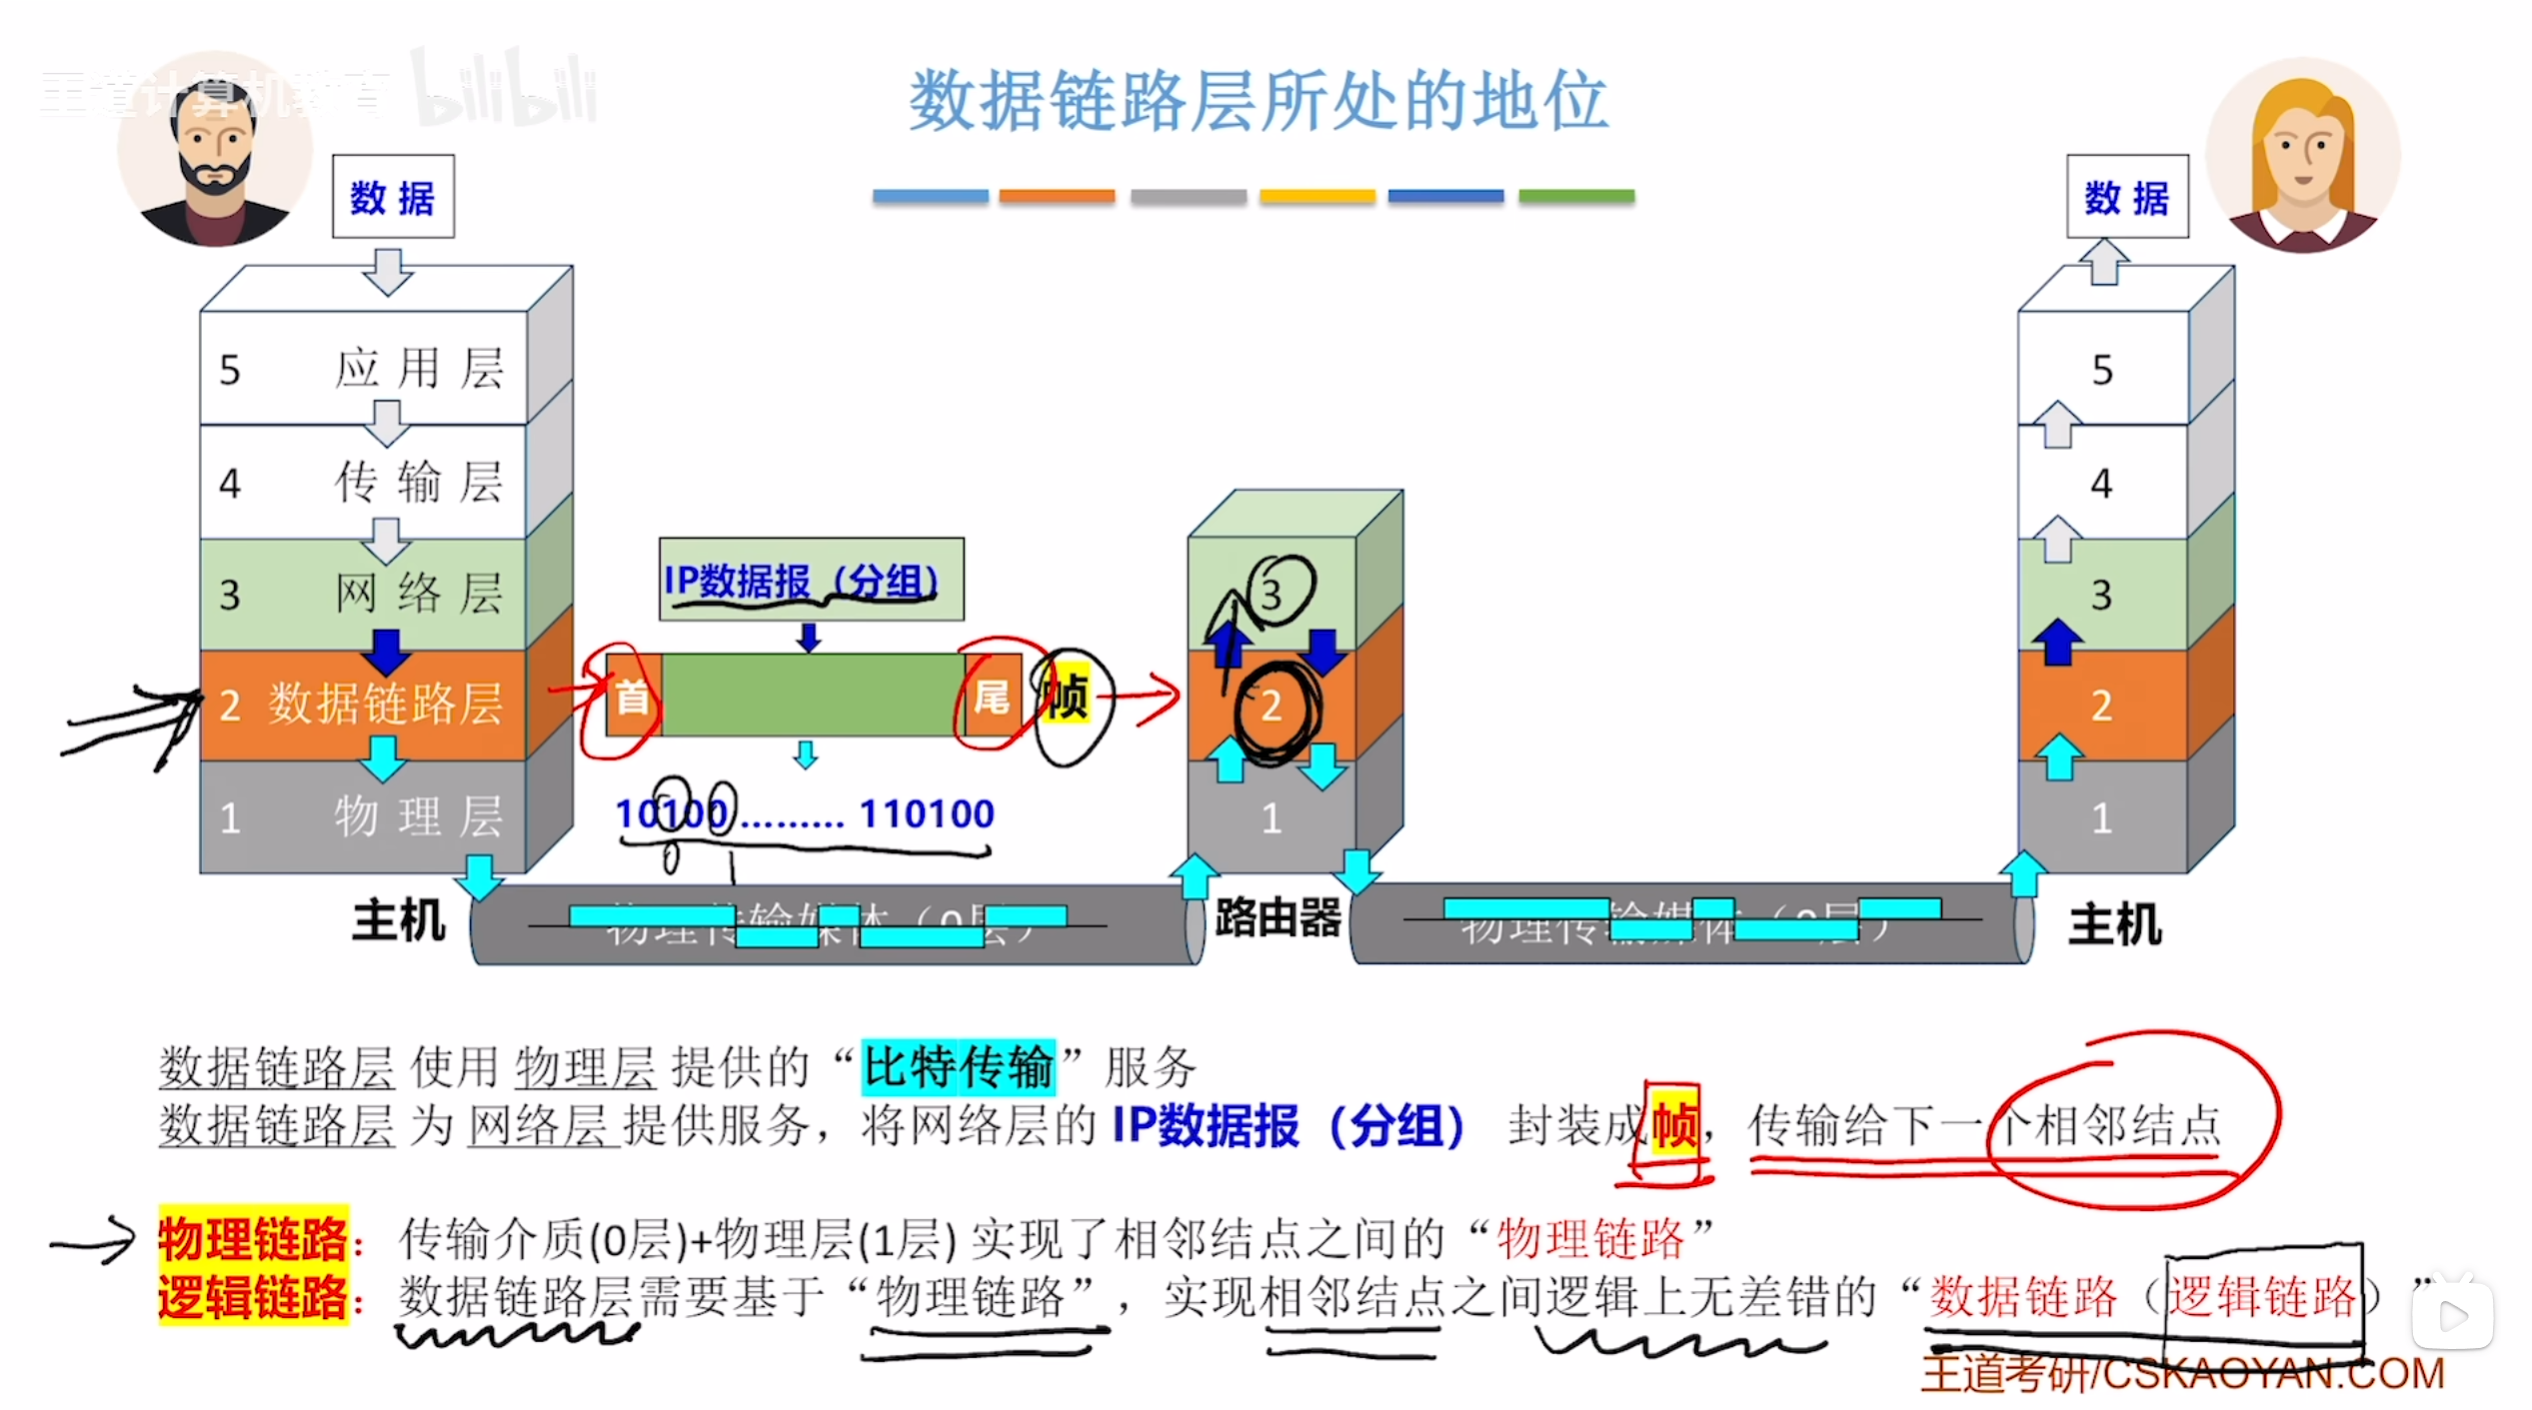 王道计算机教育 bilibili
数据链路层所处的地位
数据
数据
5 应用层
4 传输层
3 网络层
2 数据链路层
1 物理层
主机
IP数据报（分组）
首 尾 帧
10100 ......... 110100
0 1
物理传输媒体（0层）
3
2
1
路由器
物理传输媒体（0层）
5
4
3
2
1
主机
数据链路层 使用 物理层 提供的“比特传输”服务
数据链路层 为 网络层 提供服务，将网络层的 IP数据报（分组） 封装成帧，传输给下一个相邻结点
物理链路：传输介质(0层)+物理层(1层) 实现了相邻结点之间的“物理链路”
逻辑链路：数据链路层需要基于“物理链路”，实现相邻结点之间逻辑上无差错的“数据链路（逻辑链路）”
王道考研/CSKAOYAN.COM